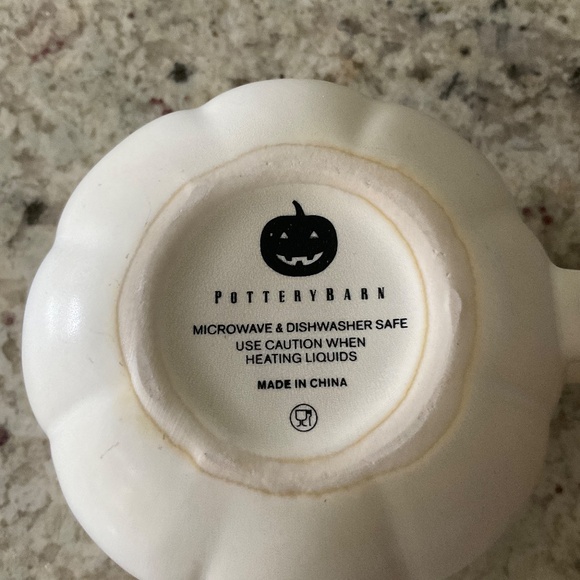 POTTERYBARN
MICROWAVE & DISHWASHER SAFE
USE CAUTION WHEN
HEATING LIQUIDS
MADE IN CHINA